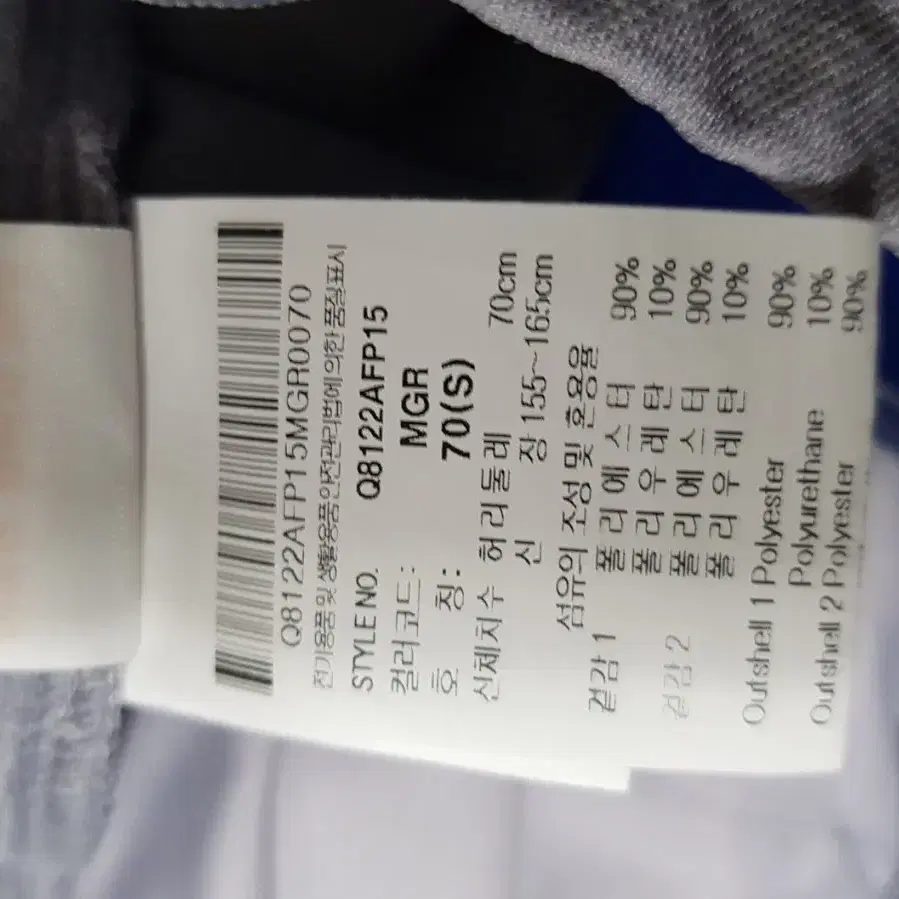 Q8122AFP15MGR0070
전기용품 및 생활용품 안전관리법에 의한 품질표시
STYLE NO. Q8122AFP15
컬러코드: MGR
호 칭: 70(S)
신체치수 허리둘레 70cm
신 장 155~165cm
섬유의 조성 및 혼용율
겉감 1 폴리에스터 90%
폴리우레탄 10%
겉감 2 폴리에스터 90%
폴리우레탄 10%
Outshell 1 Polyester 90%
Polyurethane 10%
Outshell 2 Polyester 90%